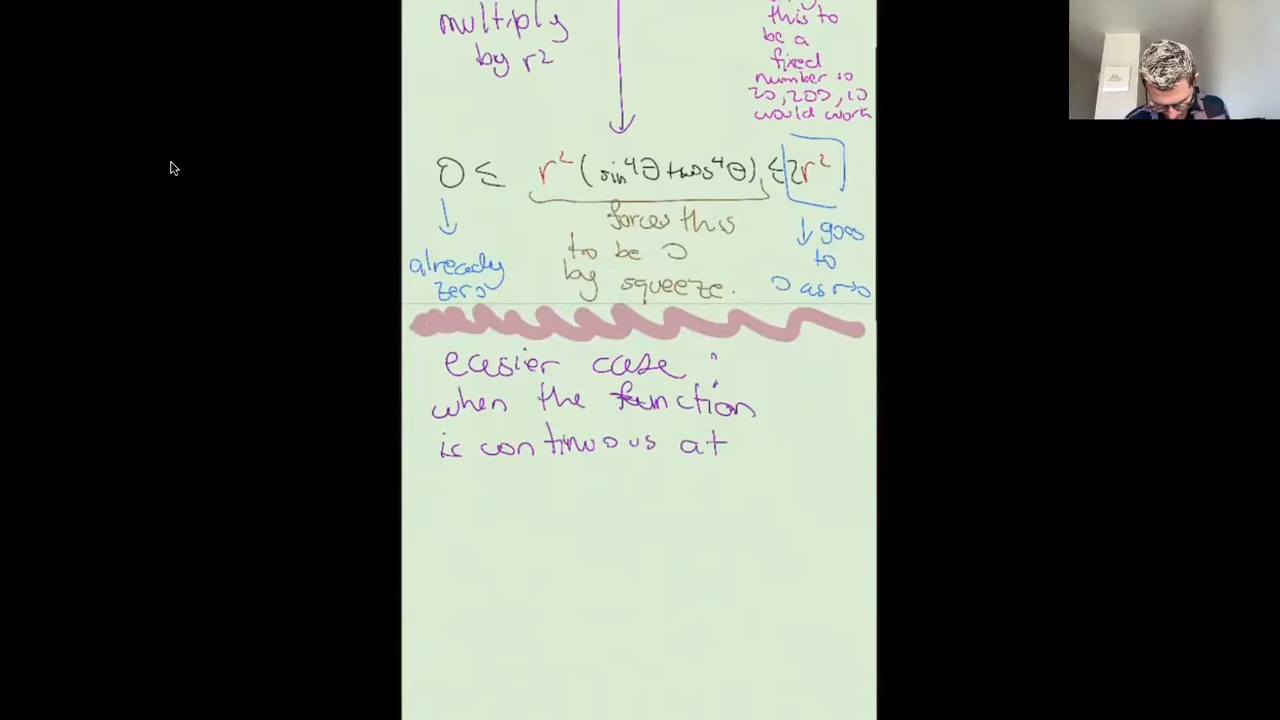 multiply
by r²
this to
be a
fixed
number so
20, 200, 10
would work
0 ≤ r²(sin⁴θ+cos⁴θ) ≤ 2r²
already
zero
forces this
to be 0
by squeeze.
↓ goes
to
0 as r→0
easier case :
when the function
is continuous at